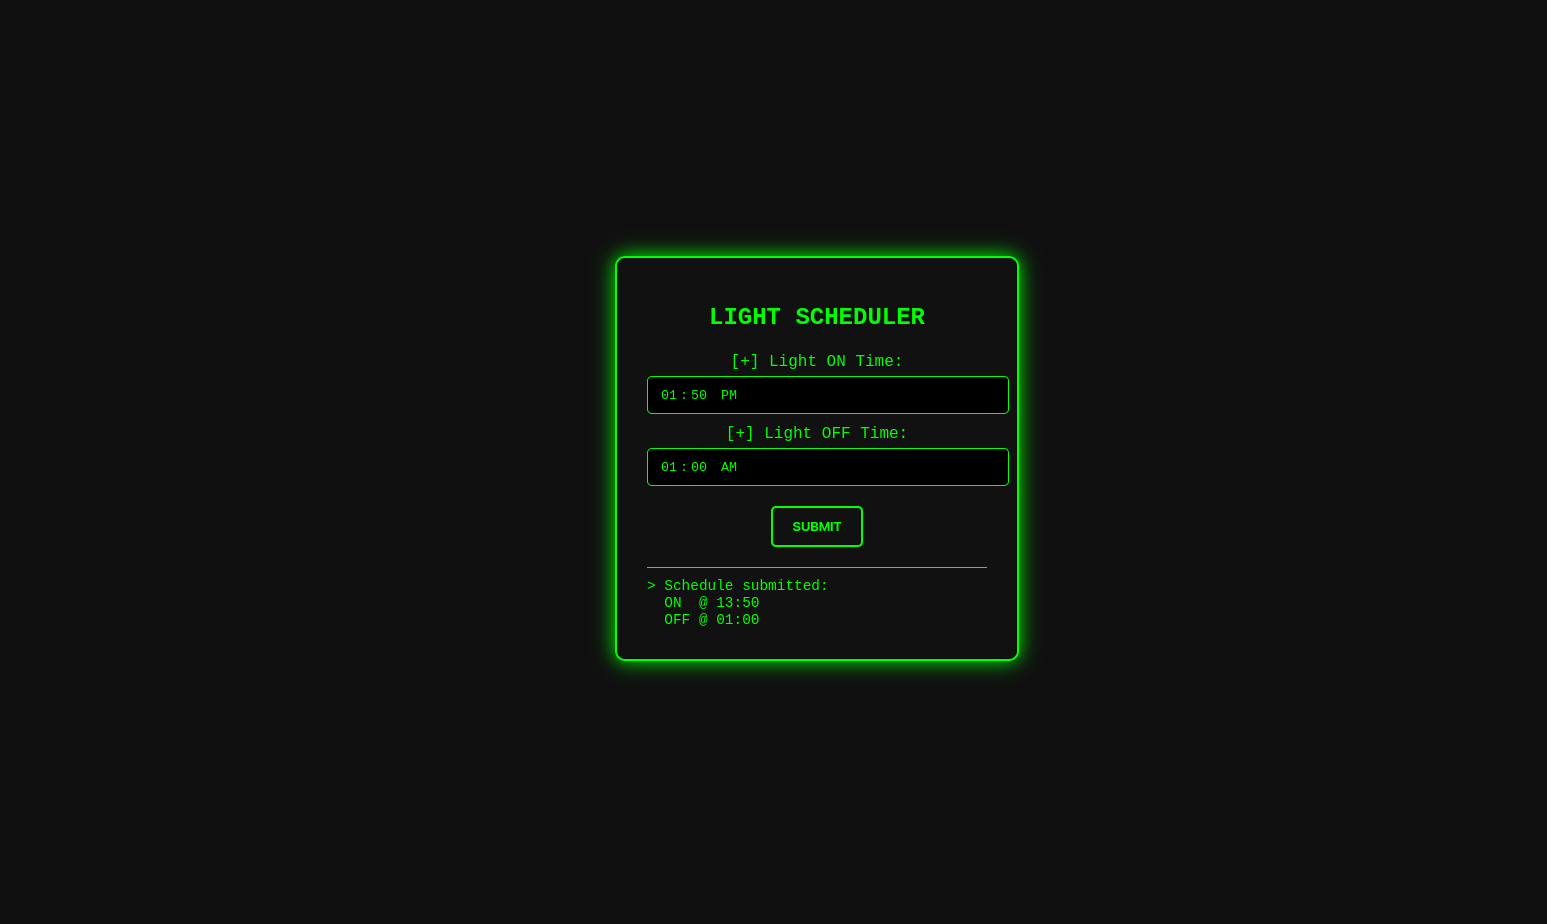 LIGHT SCHEDULER
[+] Light ON Time:
01:50 PM
[+] Light OFF Time:
01:00 AM
SUBMIT
> Schedule submitted:
ON  @ 13:50
OFF @ 01:00